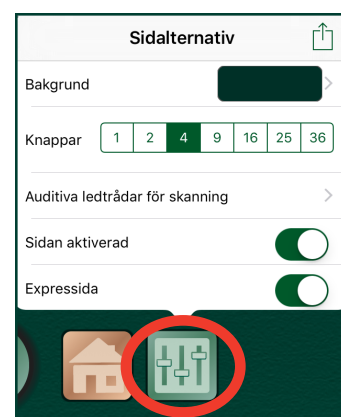 Sidalternativ
Bakgrund
Knappar 1 2 4 9 16 25 36
Auditiva ledtrådar för skanning
Sidan aktiverad
Expressida